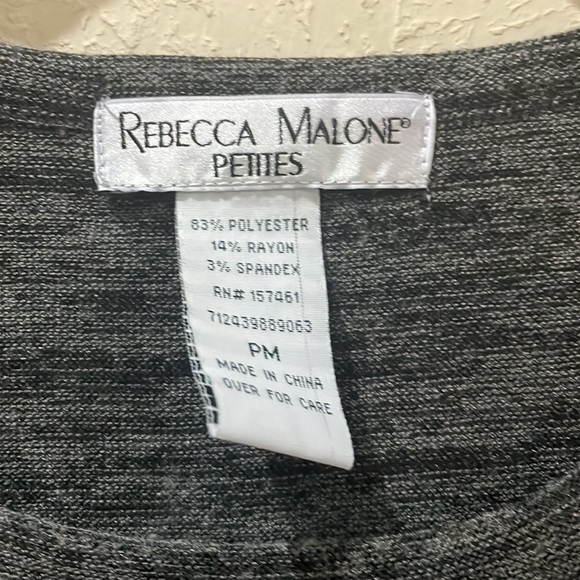 REBECCA MALONE®
PETITES
83% POLYESTER
14% RAYON
3% SPANDEX
RN# 157461
712439889063
PM
MADE IN CHINA
OVER FOR CARE